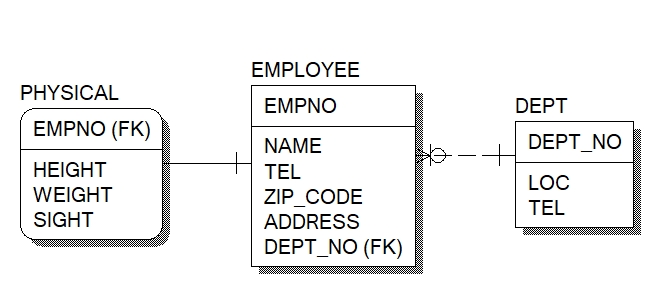 PHYSICAL
EMPNO (FK)
HEIGHT
WEIGHT
SIGHT
EMPLOYEE
EMPNO
NAME
TEL
ZIP_CODE
ADDRESS
DEPT_NO (FK)
DEPT
DEPT_NO
LOC
TEL